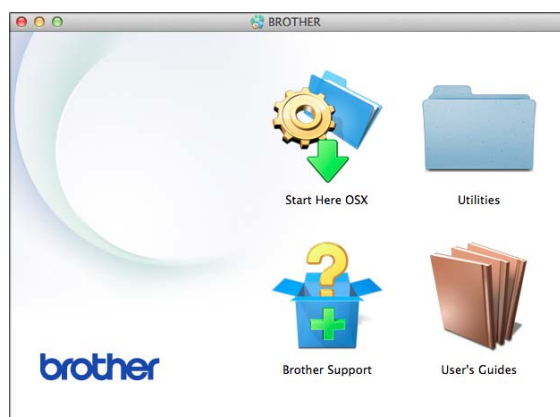 BROTHER
Start Here OSX
Utilities
Brother Support
User's Guides
brother